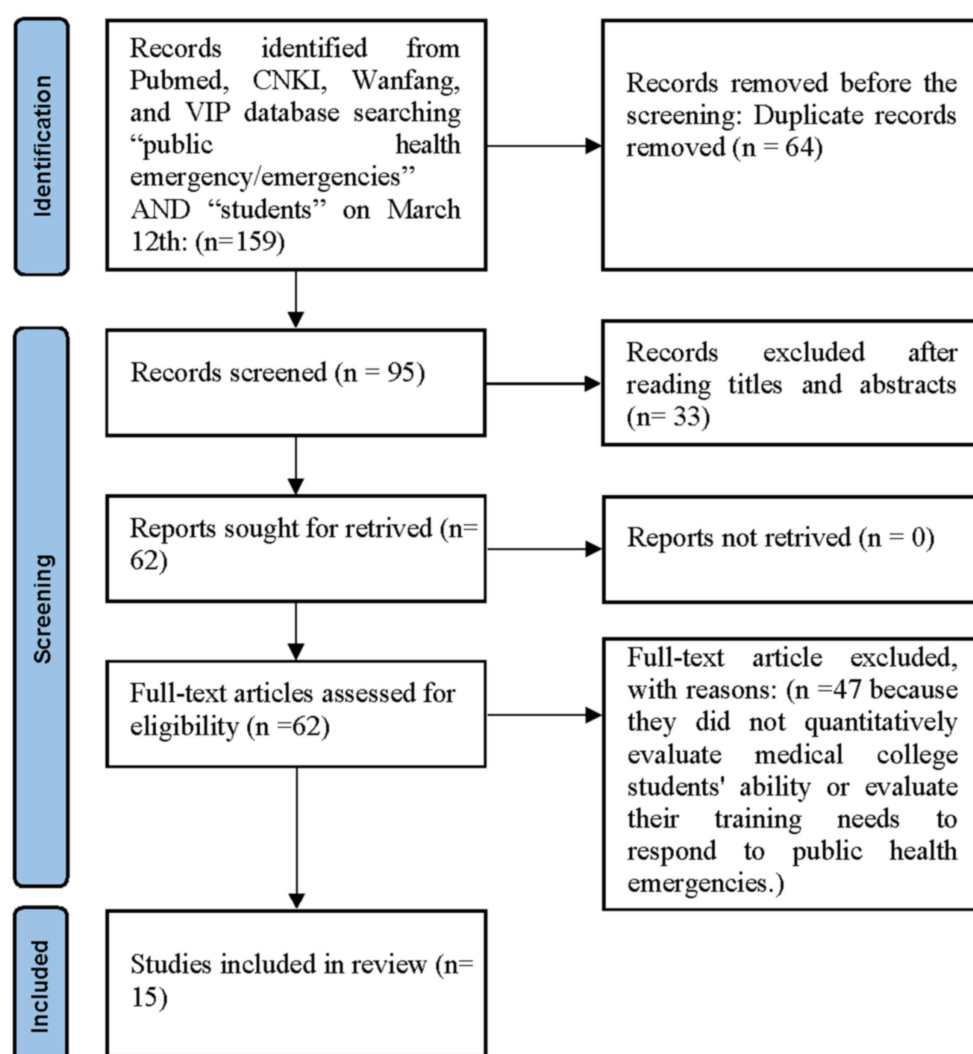 Identification
Records identified from
Pubmed, CNKI, Wanfang,
and VIP database searching
“public health
emergency/emergencies”
AND “students” on March
12th: (n=159)
Records removed before the
screening: Duplicate records
removed (n = 64)
Screening
Records screened (n = 95)
Records excluded after
reading titles and abstracts
(n= 33)
Reports sought for retrived (n=
62)
Reports not retrived (n = 0)
Full-text articles assessed for
eligibility (n =62)
Full-text article excluded,
with reasons: (n =47 because
they did not quantitatively
evaluate medical college
students' ability or evaluate
their training needs to
respond to public health
emergencies.)
Included
Studies included in review (n=
15)